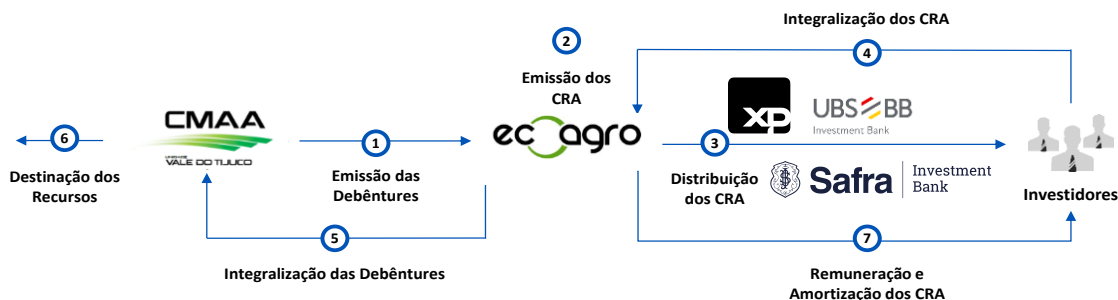 Integralização dos CRA
4
2
Emissão dos
CRA
CMAA
UNIDADE
VALE DO TIJUCO
6
Destinação dos
Recursos
1
Emissão das
Debêntures
ecoagro
xp
UBS BB
Investment Bank
3
Distribuição
dos CRA
Safra
Investment
Bank
Investidores
5
Integralização das Debêntures
7
Remuneração e
Amortização dos CRA